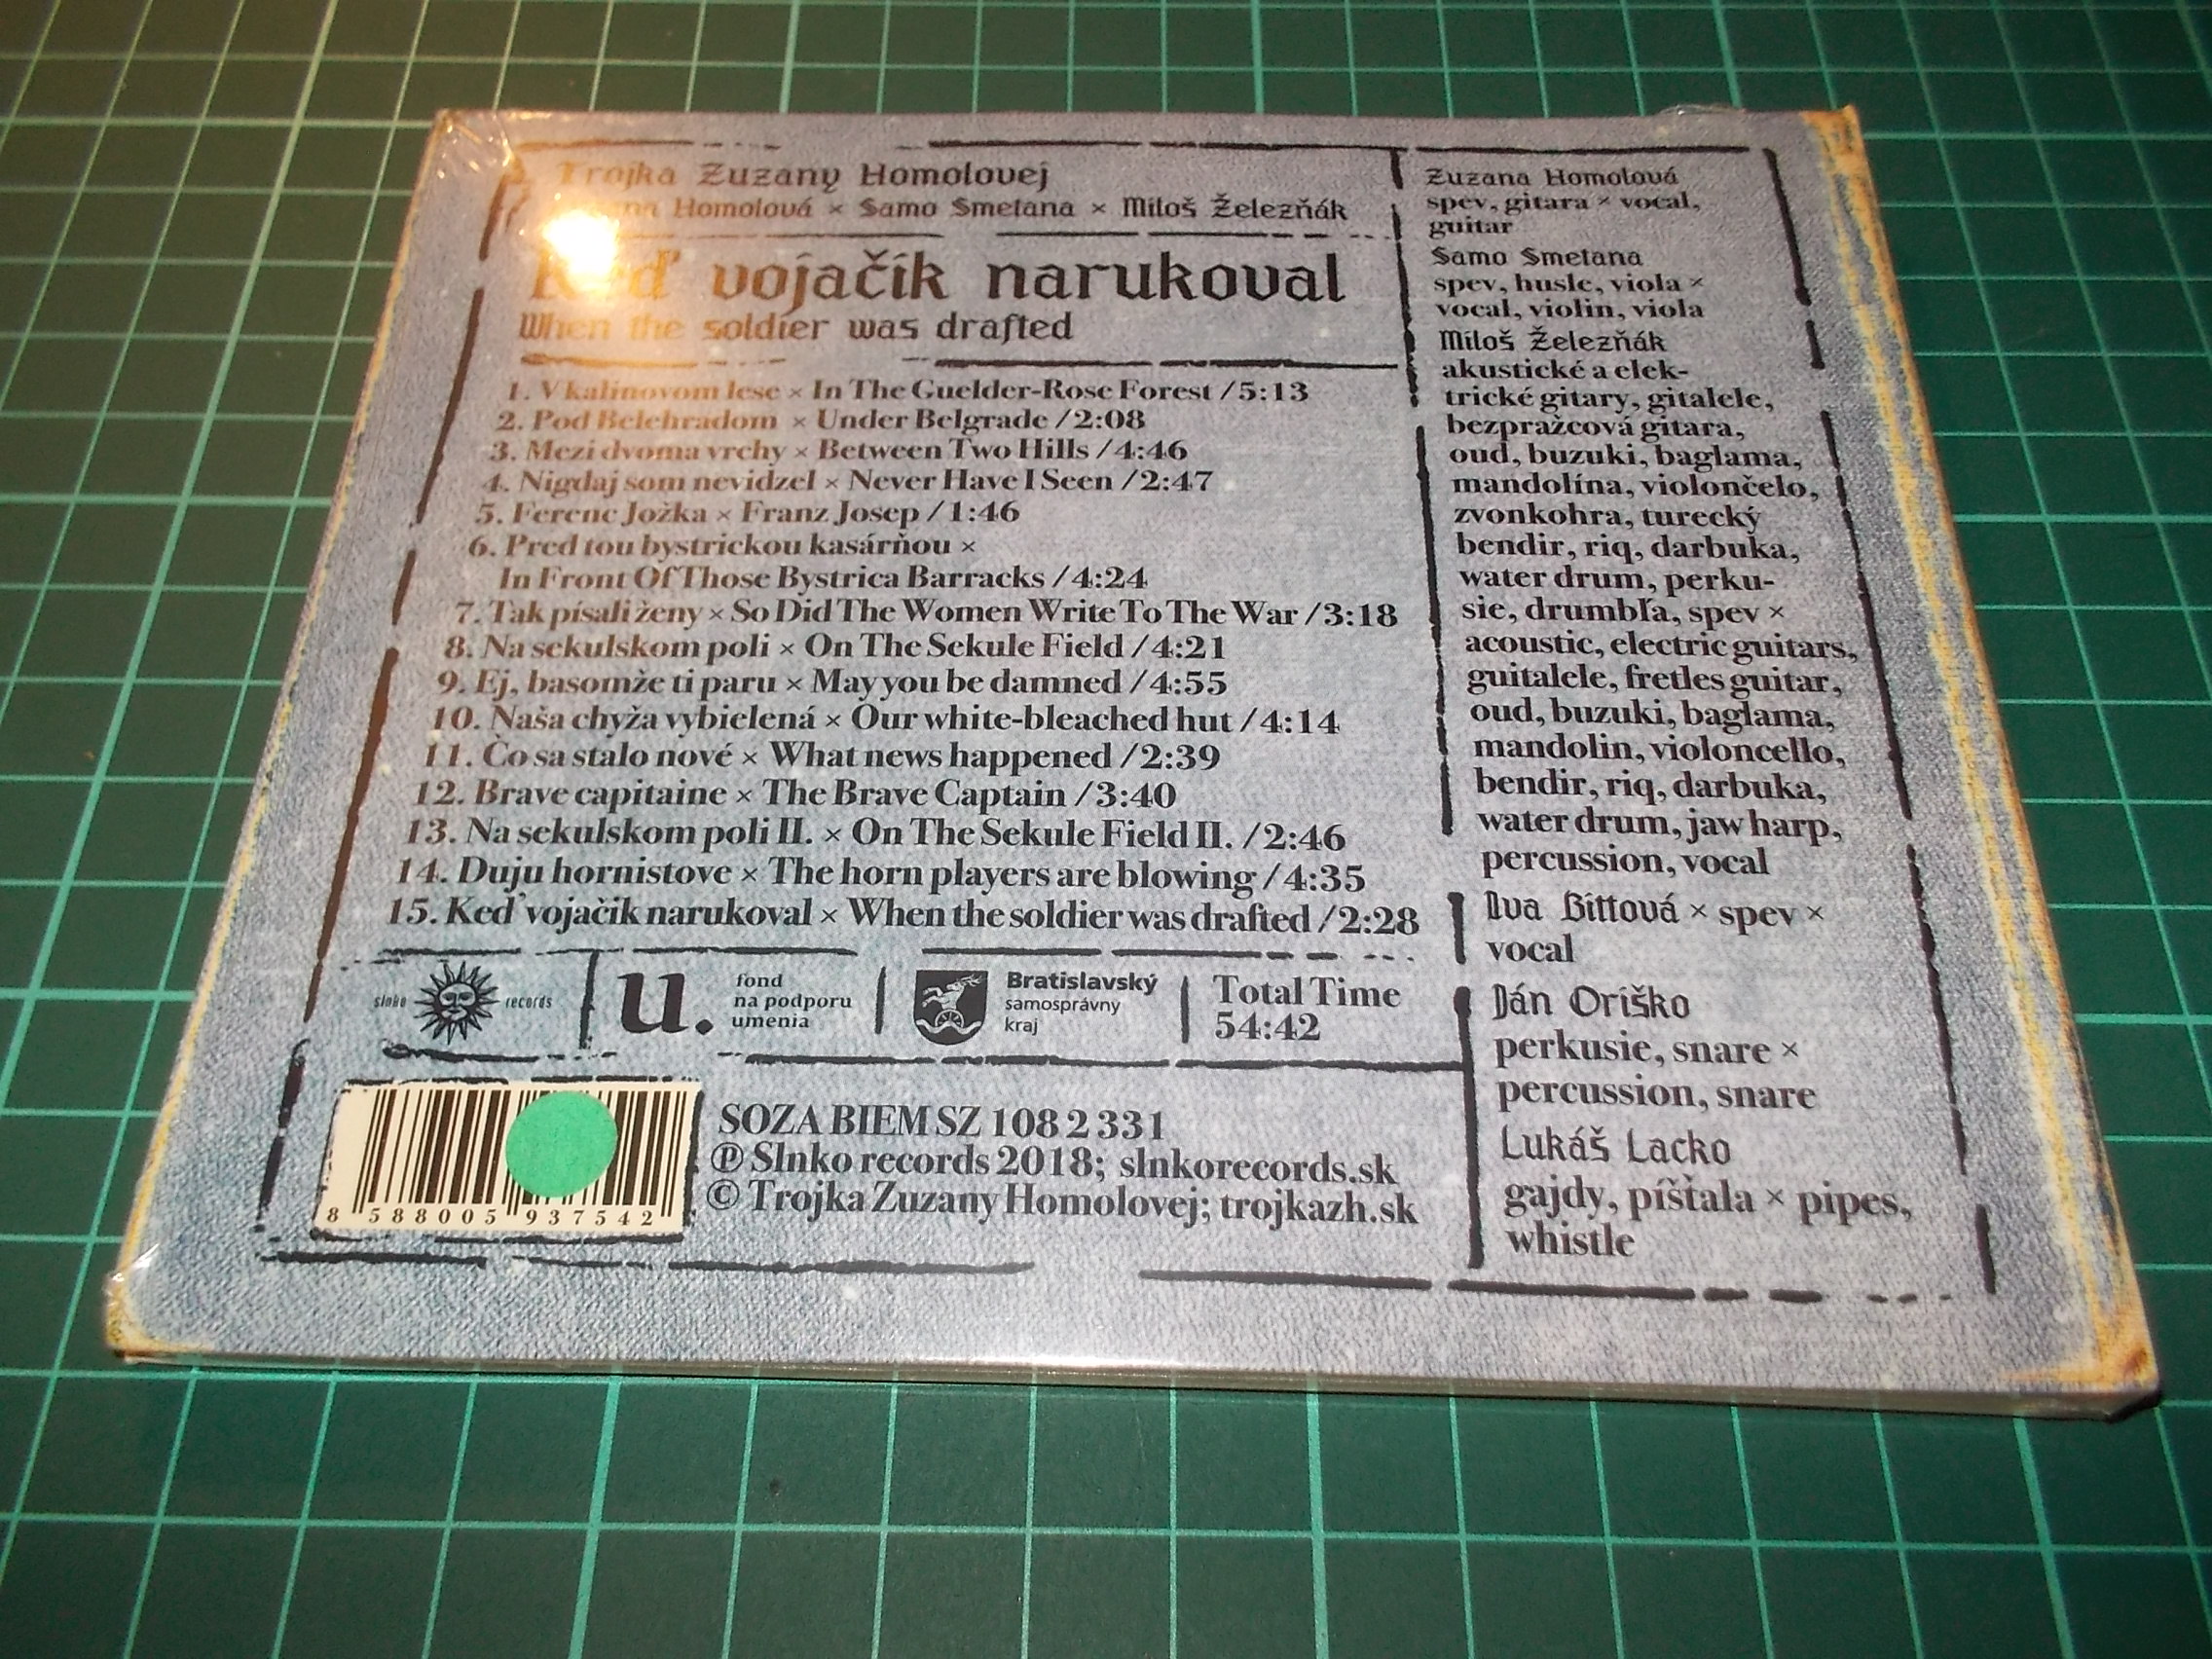 Trojka Zuzany Homolovej
Homolová × Samo Smetana × Miloš Železňák
Keď vojačik narukoval
When the soldier was drafted
1. V kalinovom lese × In The Guelder-Rose Forest / 5:13
2. Pod Belehradom × Under Belgrade / 2:08
3. Mezi dvoma vrchy × Between Two Hills / 4:46
4. Nigdaj som nevidzel × Never Have I Seen / 2:47
5. Ferenc Jožka × Franz Josep / 1:46
6. Pred tou bystrickou kasárňou ×
In Front Of Those Bystrica Barracks / 4:24
7. Tak písali ženy × So Did The Women Write To The War / 3:18
8. Na sekulskom poli × On The Sekule Field / 4:21
9. Ej, basomže ti paru × May you be damned / 4:55
10. Naša chyža vybielená × Our white-bleached hut / 4:14
11. Čo sa stalo nové × What news happened / 2:39
12. Brave capitaine × The Brave Captain / 3:40
13. Na sekulskom poli II. × On The Sekule Field II. / 2:46
14. Duju hornistove × The horn players are blowing / 4:35
15. Keď vojačik narukoval × When the soldier was drafted / 2:28
slnko records
u. fond
na podporu
umenia
Bratislavský
samosprávny
kraj
Total Time
54:42
8 588005 937542
SOZA BIEM SZ 108 2 331
℗ Slnko records 2018; slnkorecords.sk
© Trojka Zuzany Homolovej; trojkazh.sk
Zuzana Homolová
spev, gitara × vocal,
guitar
Samo Smetana
spev, husle, viola ×
vocal, violin, viola
Miloš Železňák
akustické a elek-
trické gitary, gitalele,
bezpražcová gitara,
oud, buzuki, baglama,
mandolína, violončelo,
zvonkohra, turecký
bendir, riq, darbuka,
water drum, perku-
sie, drumbľa, spev ×
acoustic, electric guitars,
guitalele, fretles guitar,
oud, buzuki, baglama,
mandolin, violoncello,
bendir, riq, darbuka,
water drum, jaw harp,
percussion, vocal
Iva Bittová × spev ×
vocal
Ján Oriško
perkusie, snare ×
percussion, snare
Lukáš Lacko
gajdy, píšťala × pipes,
whistle